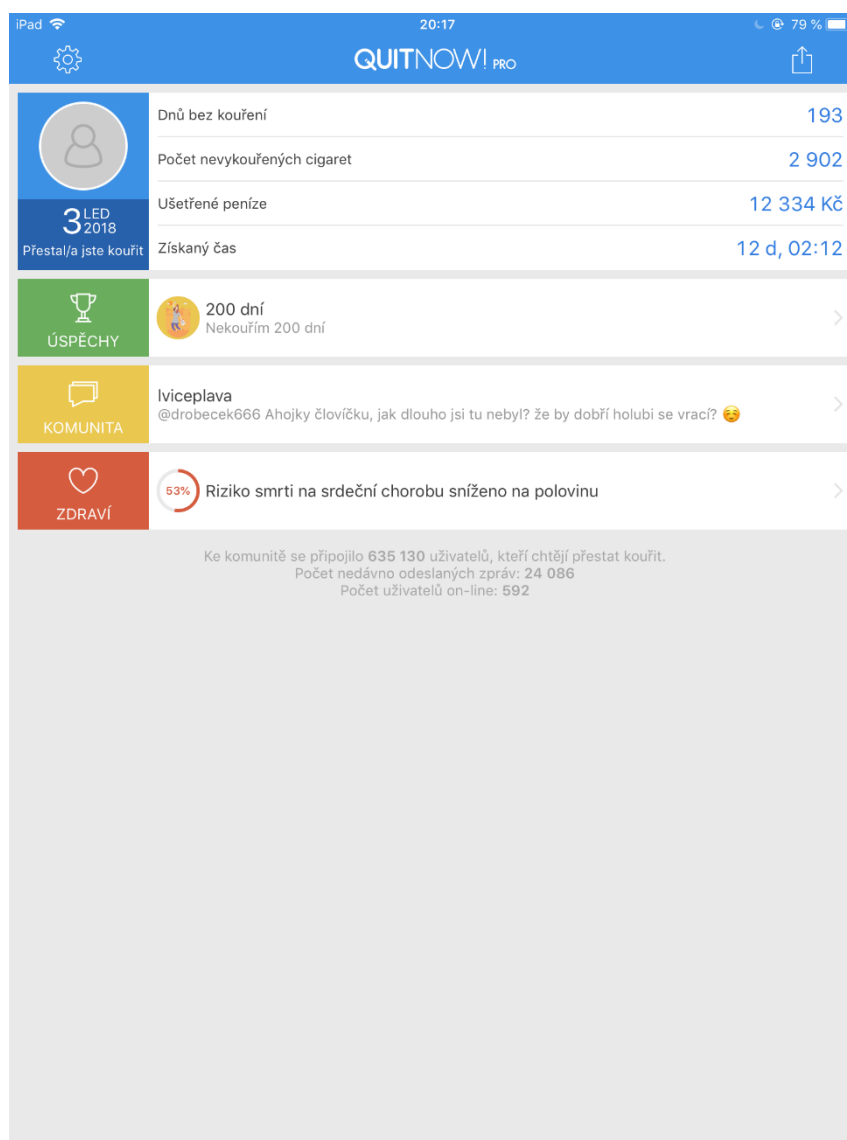 iPad 20:17 79 %
QUITNOW! PRO
Dnů bez kouření 193
Počet nevykouřených cigaret 2 902
Ušetřené peníze 12 334 Kč
Získaný čas 12 d, 02:12
3 LED 2018
Přestal/a jste kouřit
ÚSPĚCHY
200 dní
Nekouřím 200 dní
KOMUNITA
Iviceplava
@drobecek666 Ahojky človíčku, jak dlouho jsi tu nebyl? že by dobří holubi se vrací? ☺️
ZDRAVÍ
53% Riziko smrti na srdeční chorobu sníženo na polovinu
Ke komunitě se připojilo 635 130 uživatelů, kteří chtějí přestat kouřit.
Počet nedávno odeslaných zpráv: 24 086
Počet uživatelů on-line: 592